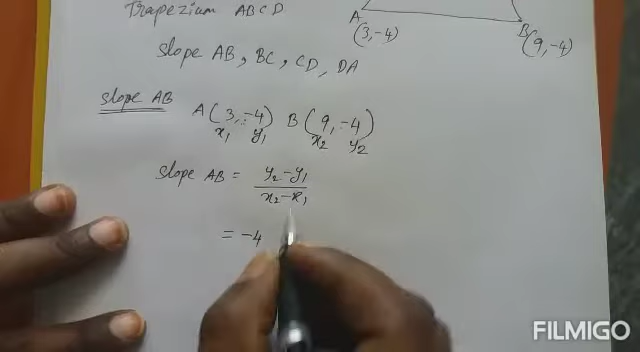 Trapezium ABCD
A
(3,-4)
B
(9,-4)
slope AB, BC, CD, DA
slope AB A(3,-4) B(9,-4)
x₁ y₁ x₂ y₂
slope AB = y₂-y₁
x₂-x₁
= -4
FILMIGO